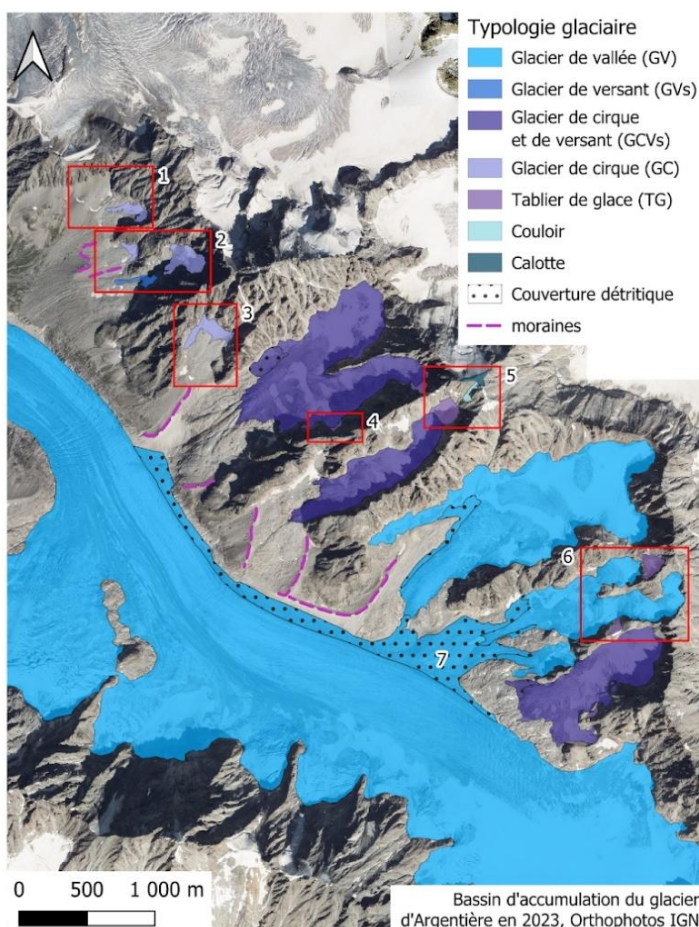 Typologie glaciaire
Glacier de vallée (GV)
Glacier de versant (GVs)
Glacier de cirque
et de versant (GCVs)
Glacier de cirque (GC)
Tablier de glace (TG)
Couloir
Calotte
Couverture détritique
moraines
1
2
3
4
5
6
7
0 500 1 000 m
Bassin d'accumulation du glacier
d'Argentière en 2023, Orthophotos IGN